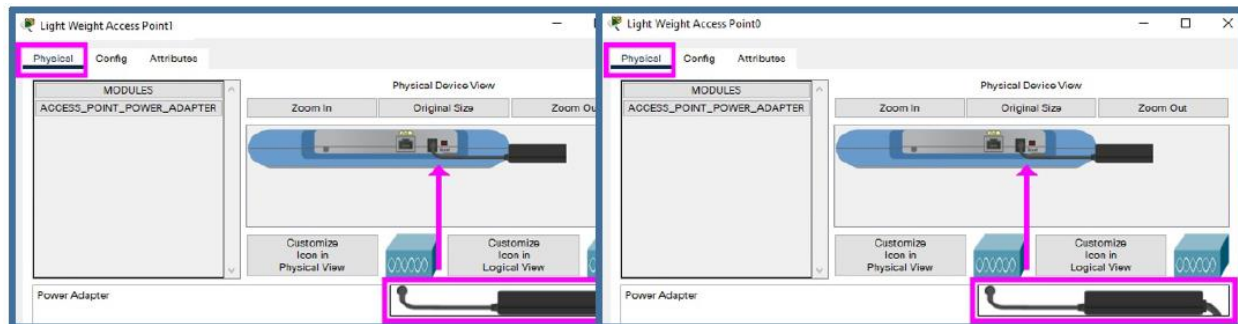 Light Weight Access Point1
Physical Config Attributes
MODULES
ACCESS_POINT_POWER_ADAPTER
Physical Device View
Zoom In Original Size Zoom Ou
Customize
Icon in
Physical View
Customize
Icon in
Logical View
Power Adapter
Light Weight Access Point0
Physical Config Attributes
MODULES
ACCESS_POINT_POWER_ADAPTER
Physical Device View
Zoom In Original Size Zoom Out
Customize
Icon in
Physical View
Customize
Icon in
Logical View
Power Adapter